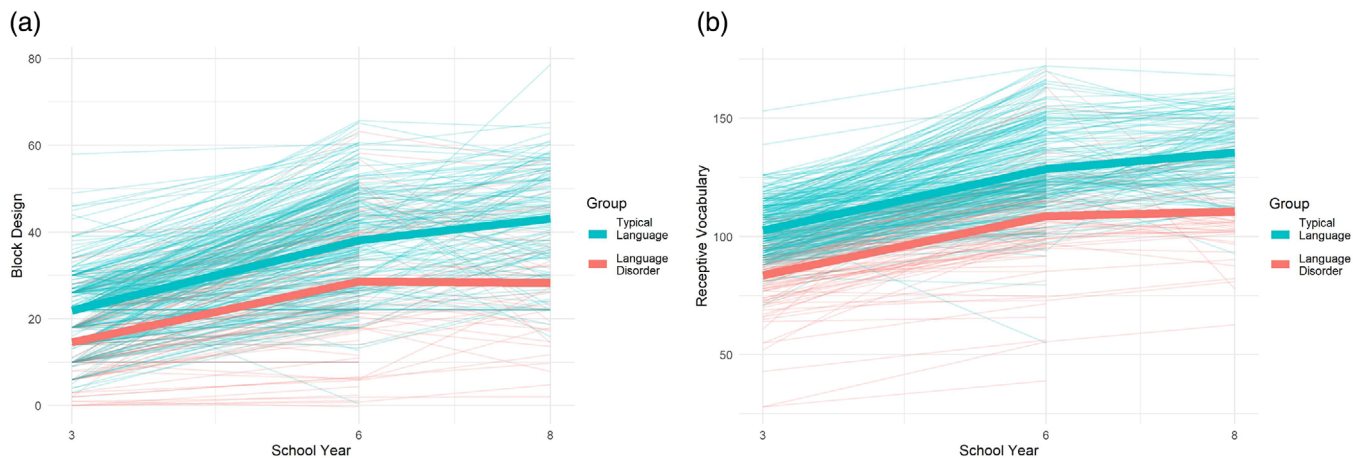 (a)
80
60
40
20
0
Block Design
3
6
8
School Year
Group
Typical
Language
Language
Disorder
(b)
150
100
50
Receptive Vocabulary
3
6
8
School Year
Group
Typical
Language
Language
Disorder